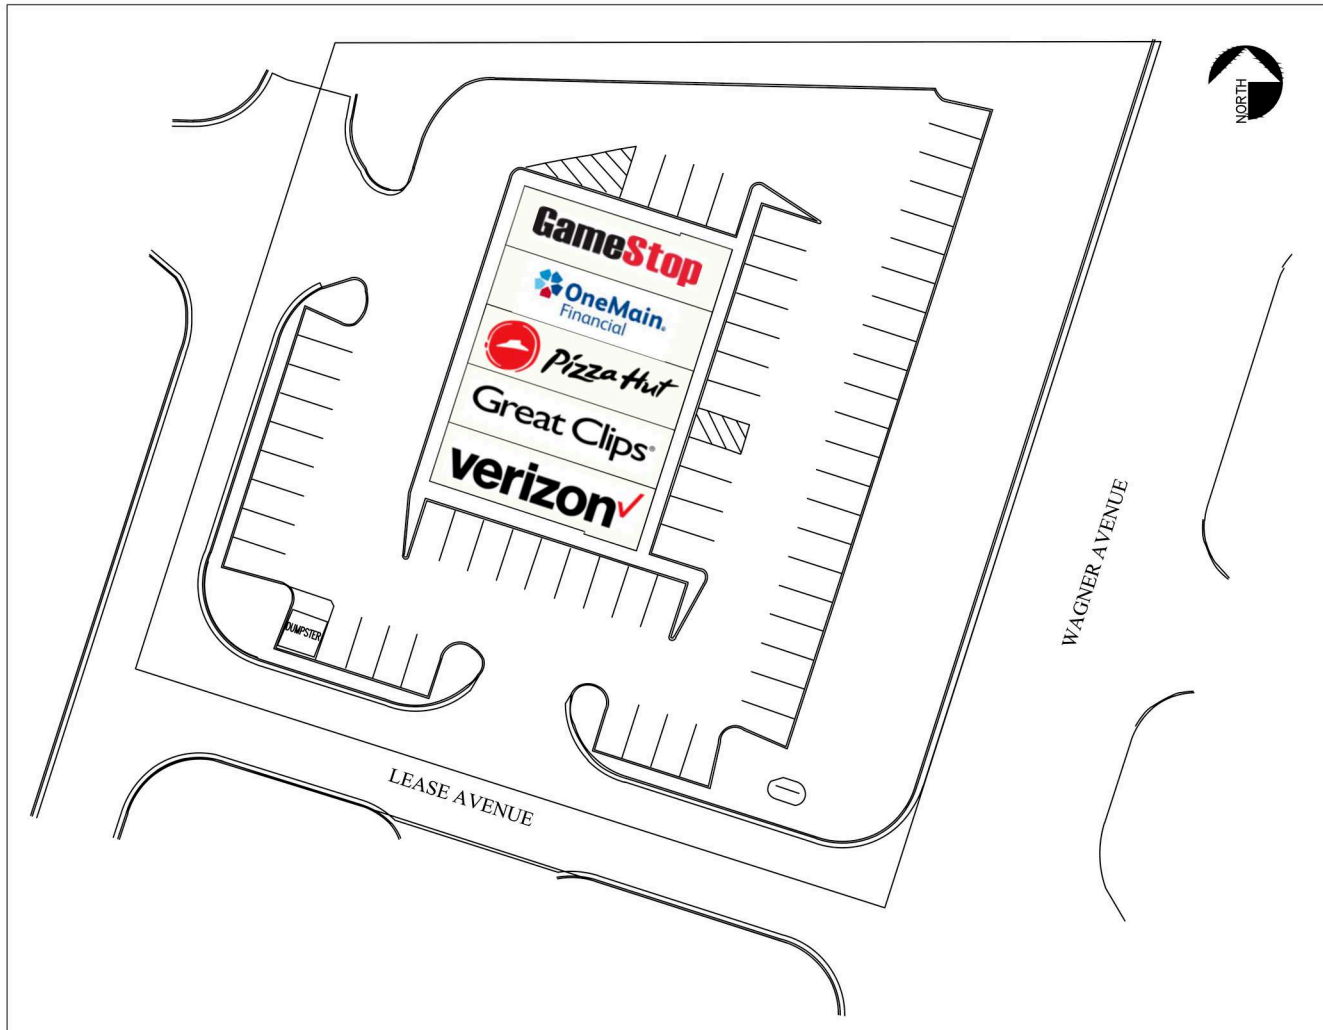 NORTH
GameStop
OneMain
Financial
Pizza Hut
Great Clips®
verizon
DUMPSTER
WAGNER AVENUE
LEASE AVENUE